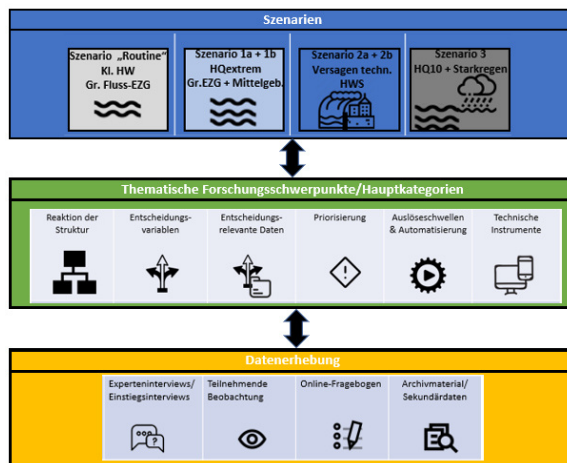 Szenarien
Szenario „Routine"
Kl. HW
Gr. Fluss-EZG
Szenario 1a + 1b
HQextrem
Gr.EZG + Mittelgeb.
Szenario 2a + 2b
Versagen techn.
HWS
Szenario 3
HQ10 + Starkregen
Thematische Forschungsschwerpunkte/Hauptkategorien
Reaktion der
Struktur
Entscheidungs-
variablen
Entscheidungs-
relevante Daten
Priorisierung
Auslöseschwellen
& Automatisierung
Technische
Instrumente
Datenerhebung
Experteninterviews/
Einstiegsinterviews
Teilnehmende
Beobachtung
Online-Fragebogen
Archivmaterial/
Sekundärdaten